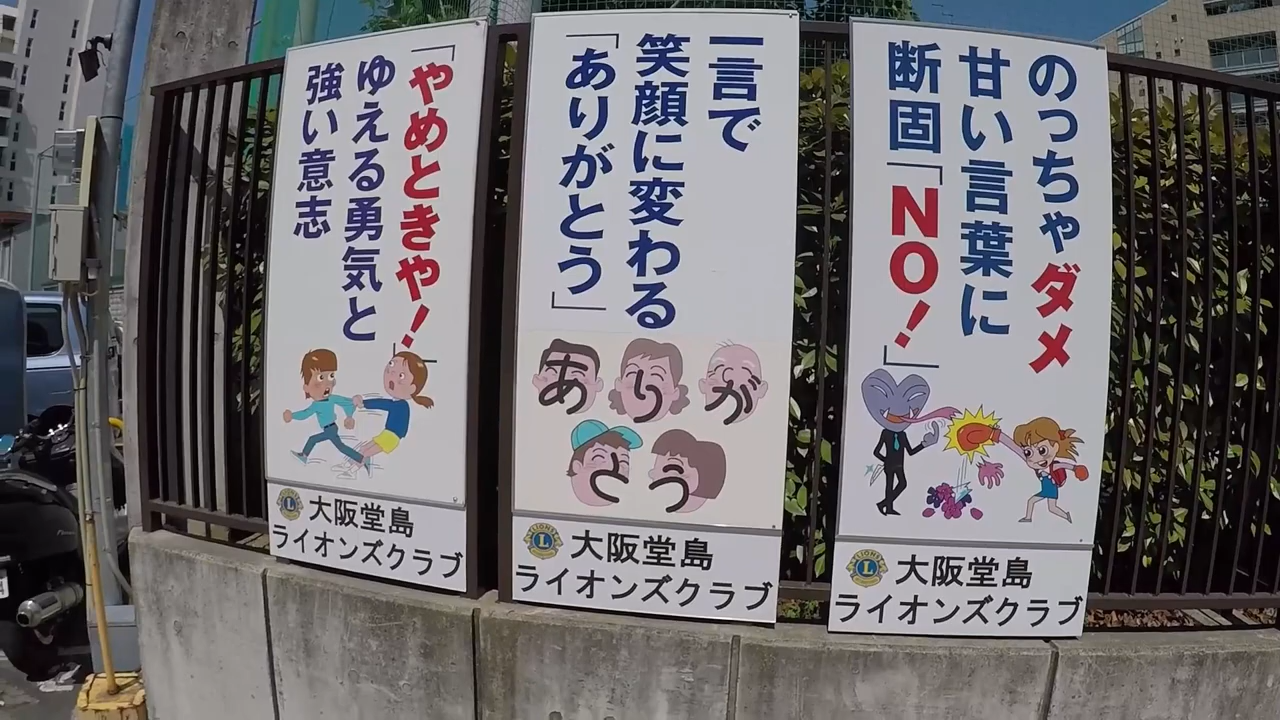 「やめときや!」
ゆえる勇気と
強い意志
大阪堂島
ライオンズクラブ
一言で
笑顔に変わる
「ありがとう」
ありが
とう
LIONS
L
大阪堂島
ライオンズクラブ
のっちゃダメ
甘い言葉に
断固「NO!」
LIONS
L
大阪堂島
ライオンズクラブ